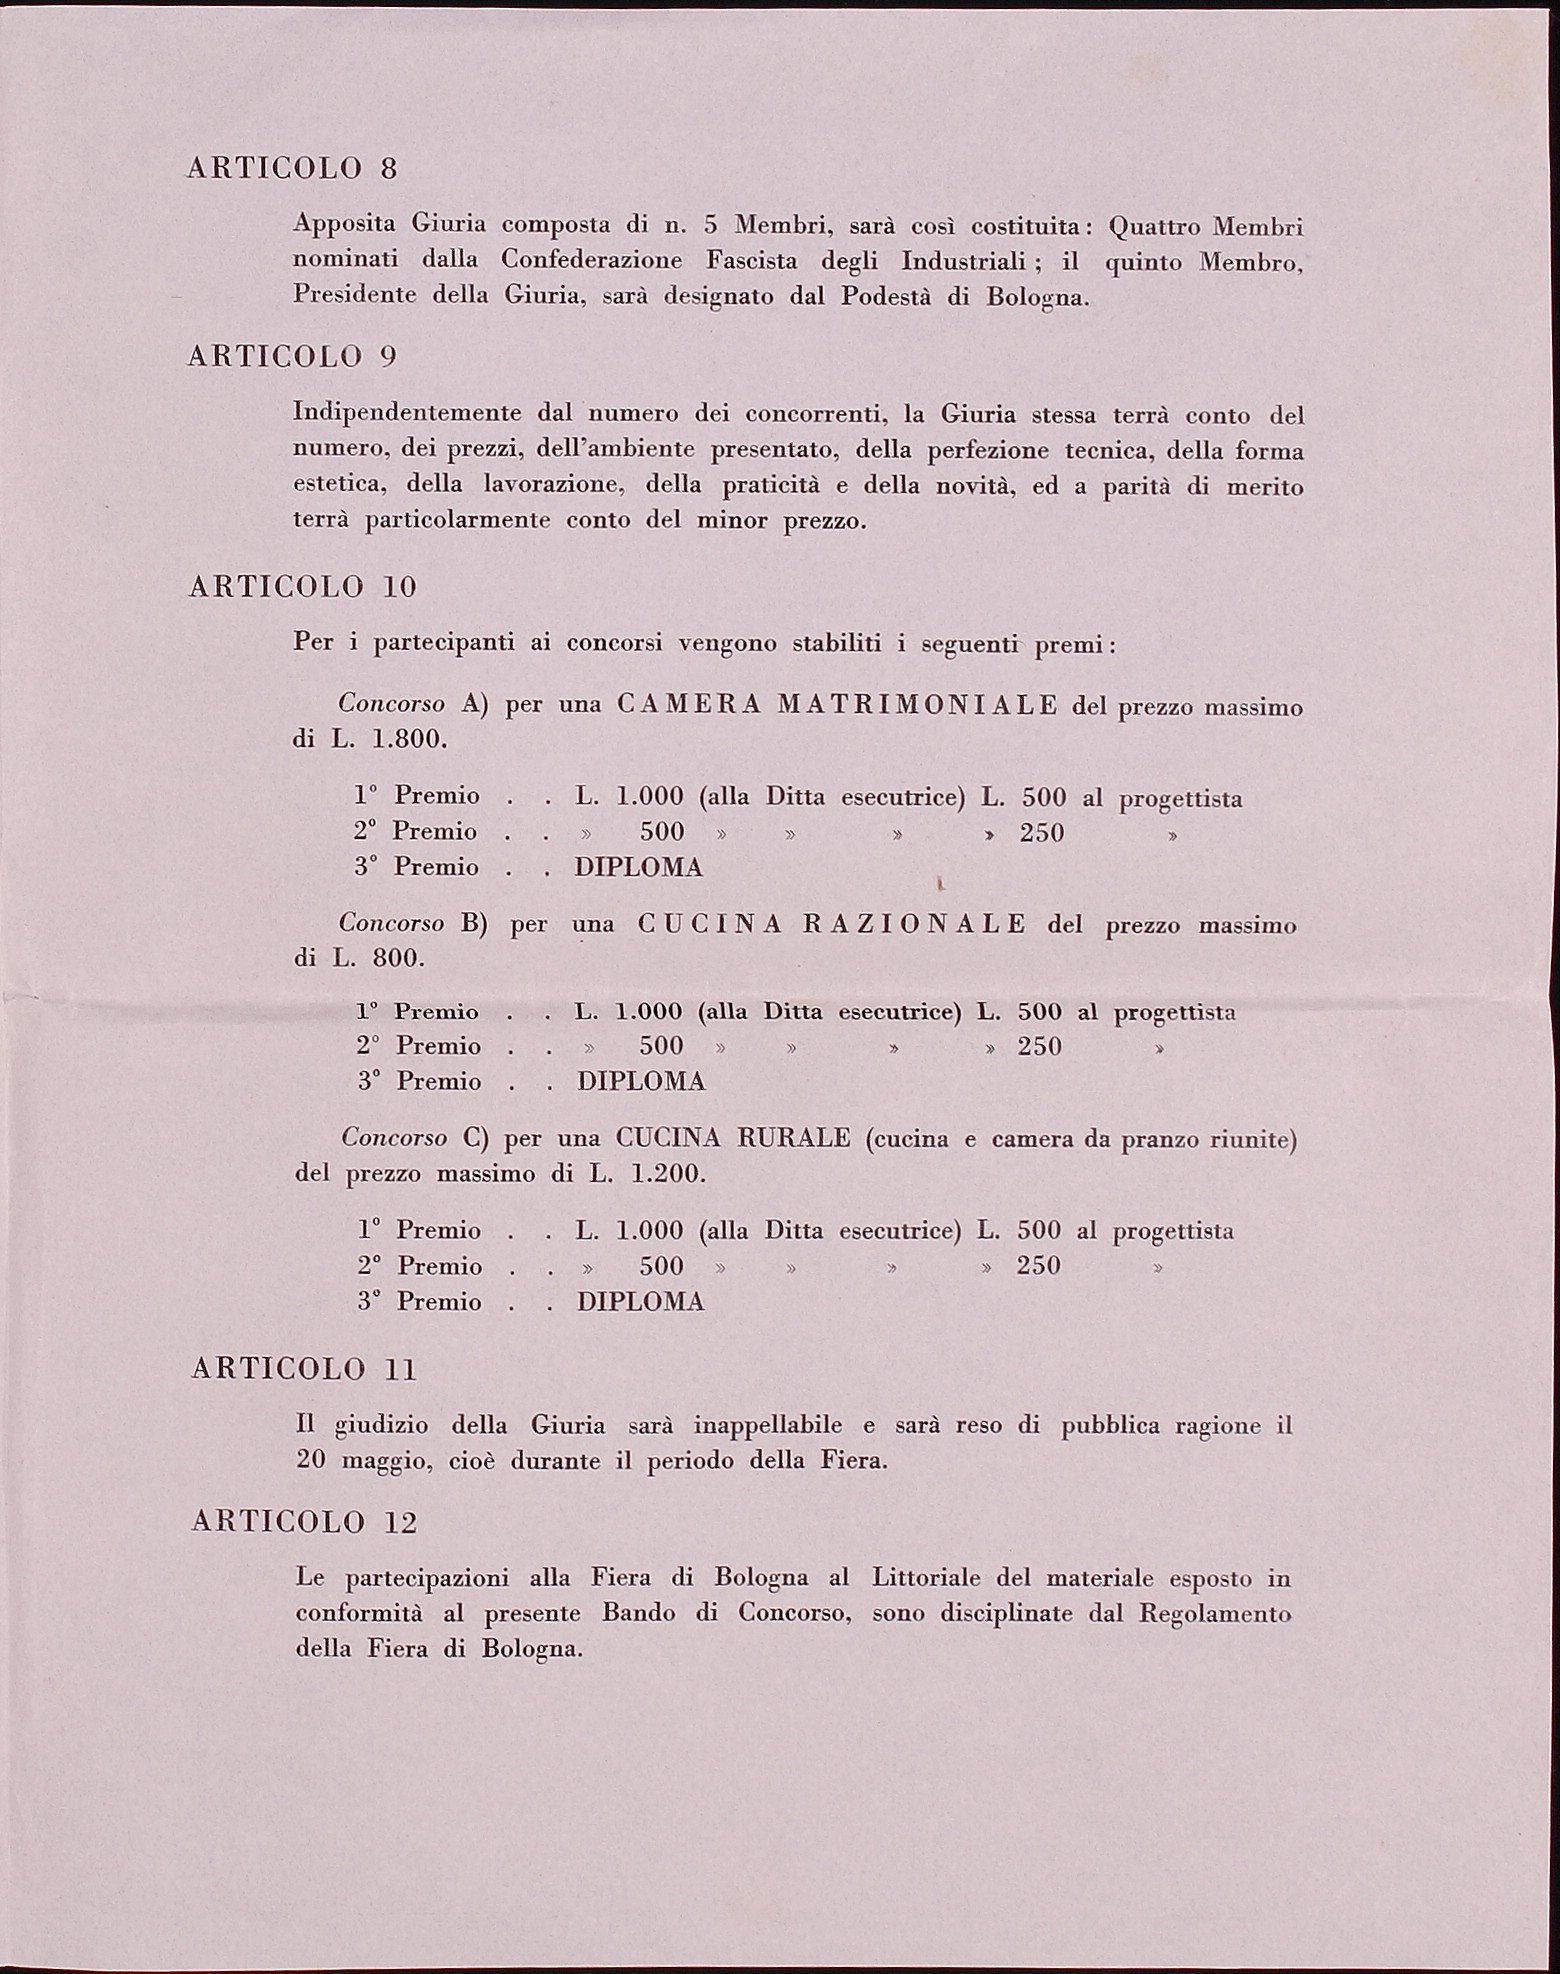 ARTICOLO 8
Apposita Giuria composta di n. 5 Membri, sarà così costituita: Quattro Membri
nominati dalla Confederazione Fascista degli Industriali; il quinto Membro,
Presidente della Giuria, sarà designato dal Podestà di Bologna.
ARTICOLO 9
Indipendentemente dal numero dei concorrenti, la Giuria stessa terrà conto del
numero, dei prezzi, dell'ambiente presentato, della perfezione tecnica, della forma
estetica, della lavorazione, della praticità e della novità, ed a parità di merito
terrà particolarmente conto del minor prezzo.
ARTICOLO 10
Per i partecipanti ai concorsi vengono stabiliti i seguenti premi:
Concorso A) per una CAMERA MATRIMONIALE del prezzo massimo
di L. 1.800.
1° Premio . . L. 1.000 (alla Ditta esecutrice) L. 500 al progettista
2° Premio . . » 500 » » » » 250 »
3° Premio . . DIPLOMA
Concorso B) per una CUCINA RAZIONALE del prezzo massimo
di L. 800.
1° Premio . . L. 1.000 (alla Ditta esecutrice) L. 500 al progettista
2° Premio . . » 500 » » » » 250 »
3° Premio . . DIPLOMA
Concorso C) per una CUCINA RURALE (cucina e camera da pranzo riunite)
del prezzo massimo di L. 1.200.
1° Premio . . L. 1.000 (alla Ditta esecutrice) L. 500 al progettista
2° Premio . . » 500 » » » » 250 »
3° Premio . . DIPLOMA
ARTICOLO 11
Il giudizio della Giuria sarà inappellabile e sarà reso di pubblica ragione il
20 maggio, cioè durante il periodo della Fiera.
ARTICOLO 12
Le partecipazioni alla Fiera di Bologna al Littoriale del materiale esposto in
conformità al presente Bando di Concorso, sono disciplinate dal Regolamento
della Fiera di Bologna.